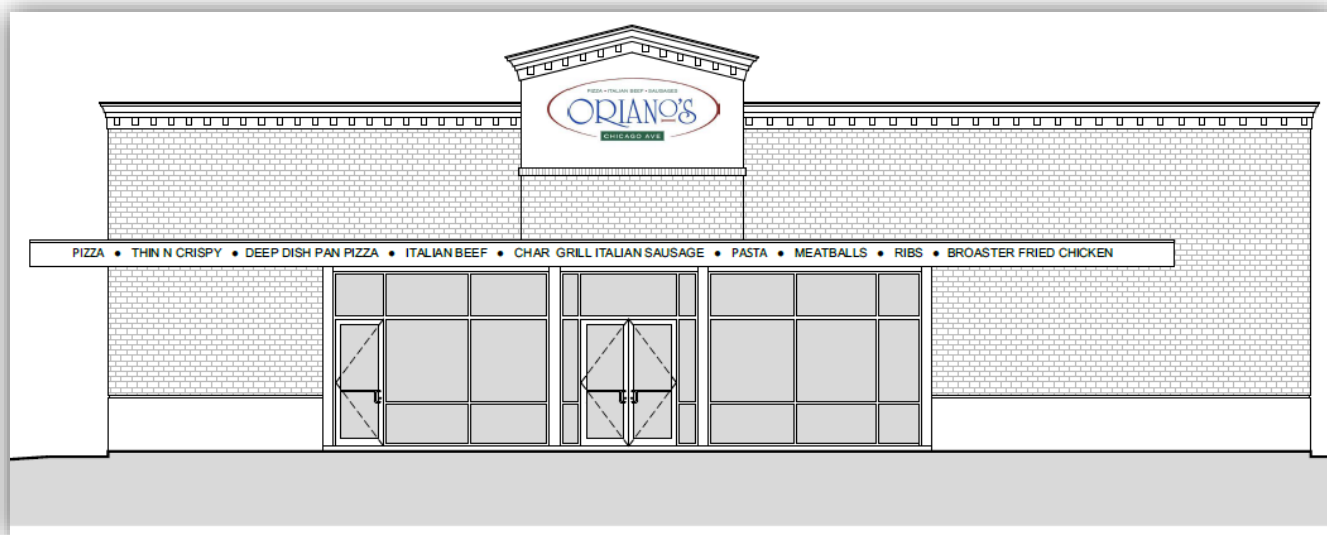 PIZZA • ITALIAN BEEF • SAUSAGES
ORIANO'S
CHICAGO AVE
PIZZA • THIN N CRISPY • DEEP DISH PAN PIZZA • ITALIAN BEEF • CHAR GRILL ITALIAN SAUSAGE • PASTA • MEATBALLS • RIBS • BROASTER FRIED CHICKEN